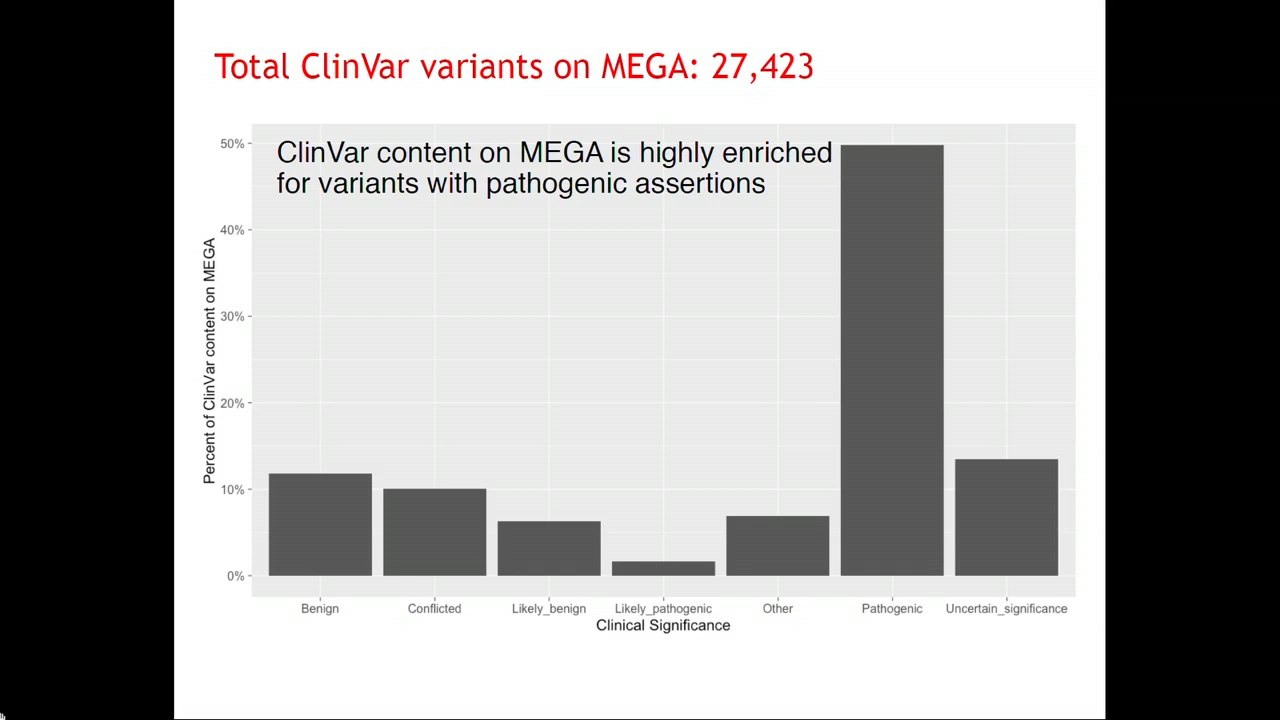 Total ClinVar variants on MEGA: 27,423
ClinVar content on MEGA is highly enriched
for variants with pathogenic assertions
Percent of ClinVar content on MEGA
50%
40%
30%
20%
10%
0%
Benign
Conflicted
Likely_benign
Likely_pathogenic
Other
Pathogenic
Uncertain_significance
Clinical Significance